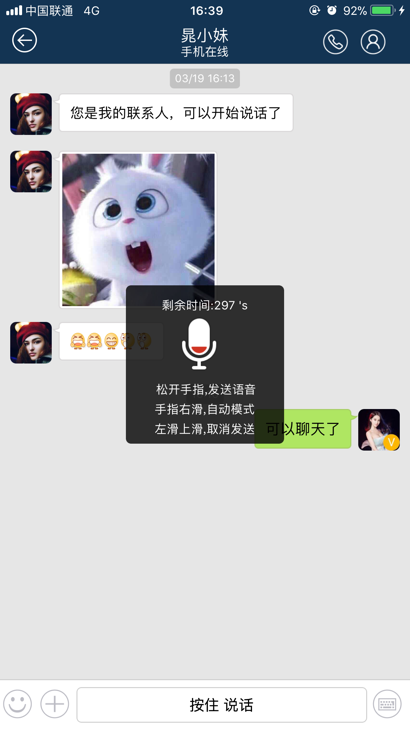 中国联通 4G 16:39 92%
晁小妹
手机在线
03/19 16:13
您是我的联系人，可以开始说话了
剩余时间:297 's
松开手指,发送语音
手指右滑,自动模式
左滑上滑,取消发送
可以聊天了
V
按住 说话